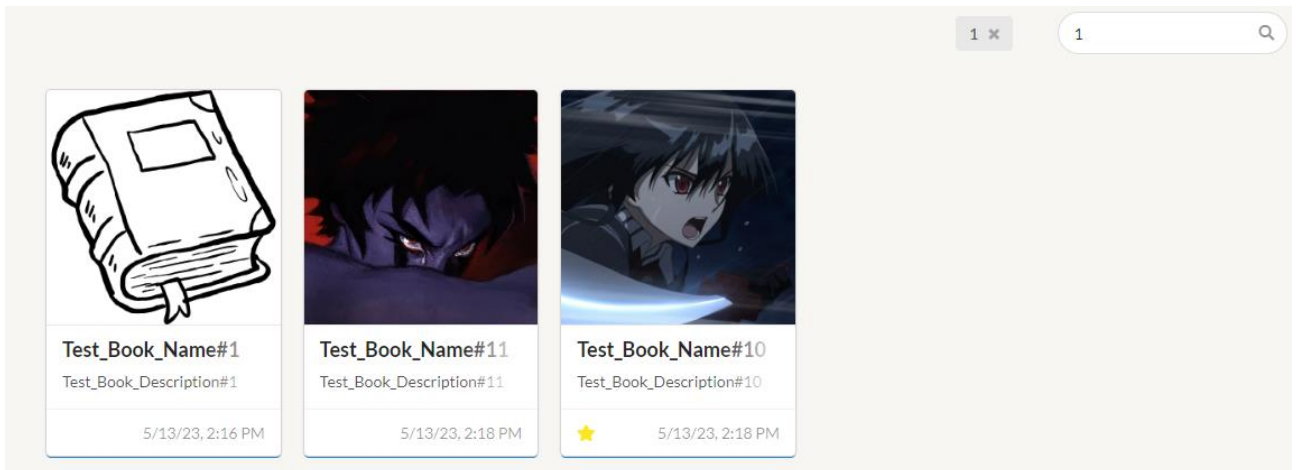 1 ×
1
Test_Book_Name#1
Test_Book_Description#1
5/13/23, 2:16 PM
Test_Book_Name#11
Test_Book_Description#11
5/13/23, 2:18 PM
Test_Book_Name#10
Test_Book_Description#10
5/13/23, 2:18 PM